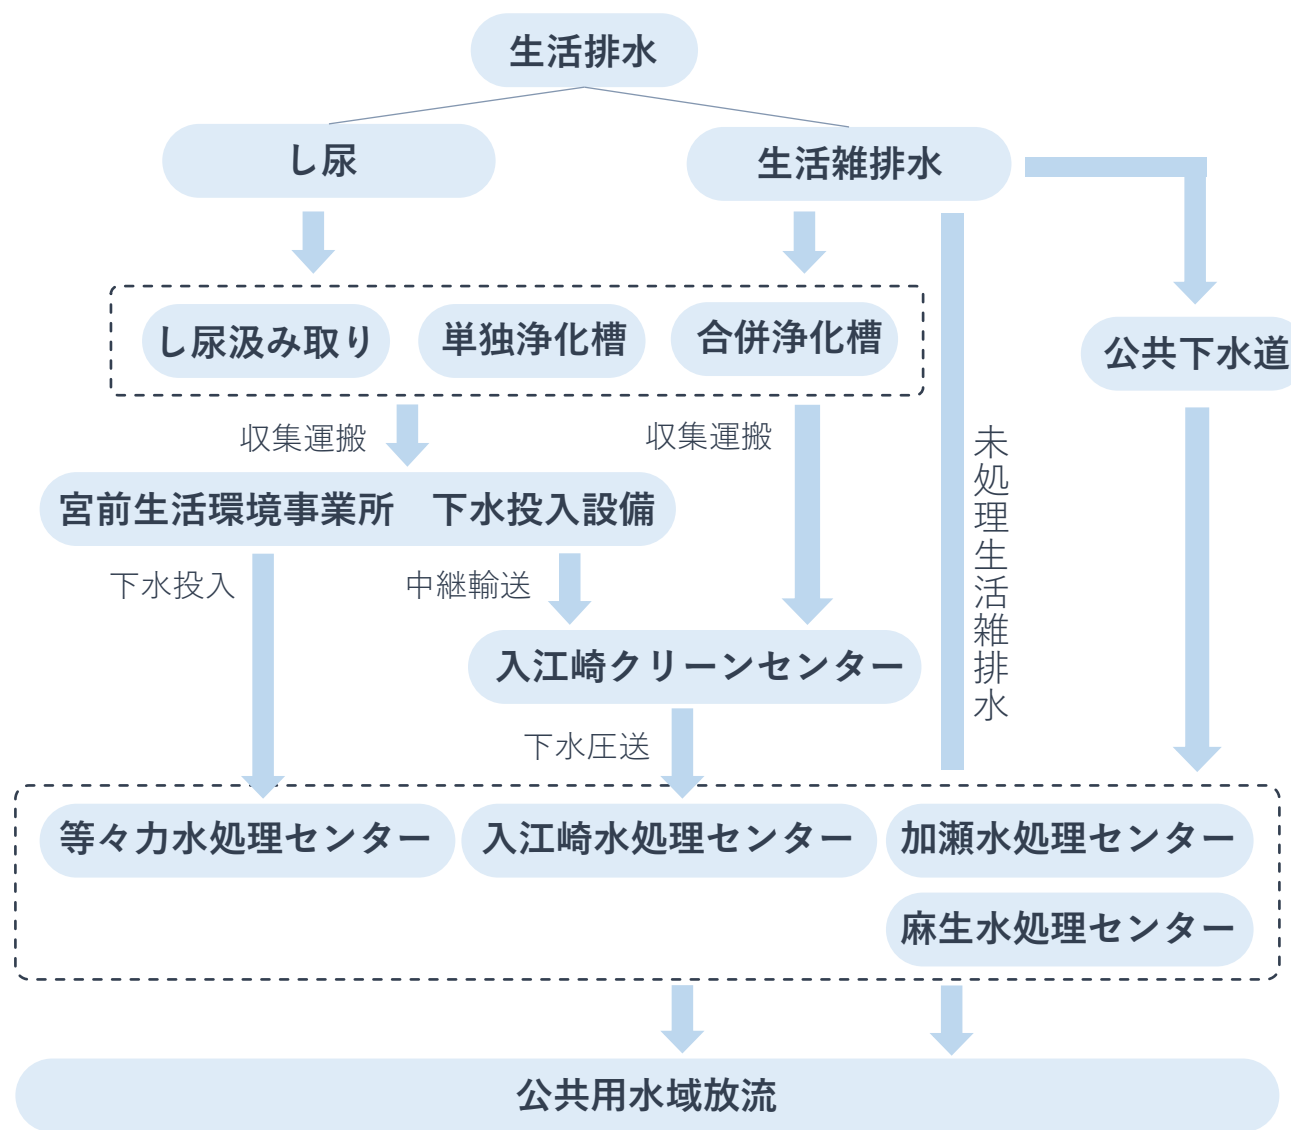 生活排水
し尿
生活雑排水
し尿汲み取り
単独浄化槽
合併浄化槽
公共下水道
収集運搬
収集運搬
未処理生活雑排水
宮前生活環境事業所　下水投入設備
下水投入
中継輸送
入江崎クリーンセンター
下水圧送
等々力水処理センター
入江崎水処理センター
加瀬水処理センター
麻生水処理センター
公共用水域放流